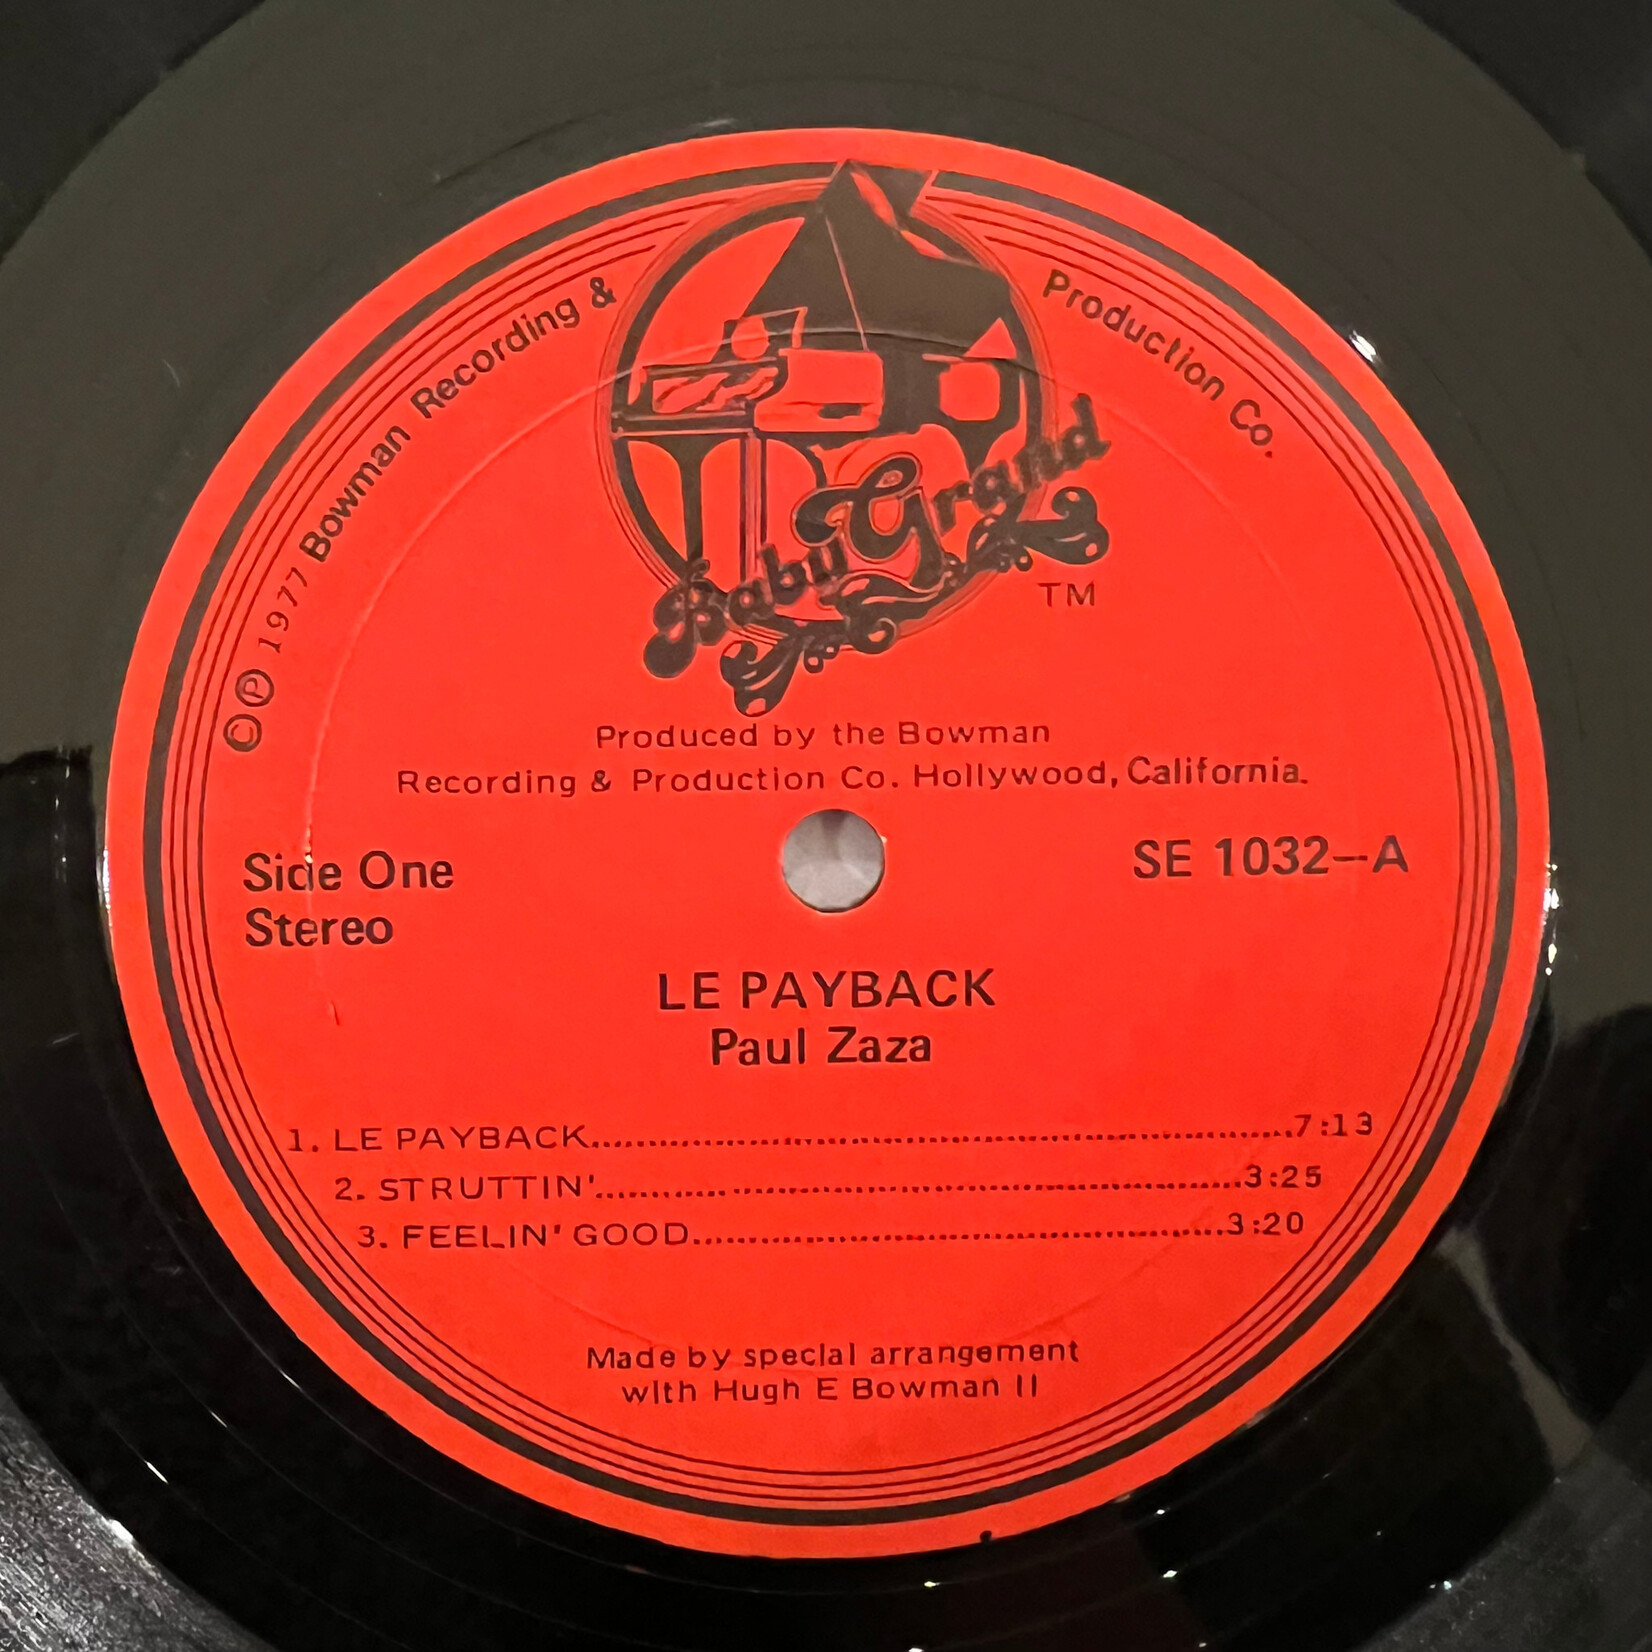 ©℗ 1977 Bowman Recording & Production Co.
Baby Grand
TM
Produced by the Bowman
Recording & Production Co. Hollywood, California.
Side One
SE 1032-A
Stereo
LE PAYBACK
Paul Zaza
1. LE PAYBACK..........7:13
2. STRUTTIN'..........3:25
3. FEELIN' GOOD..........3:20
Made by special arrangement
with Hugh E Bowman II